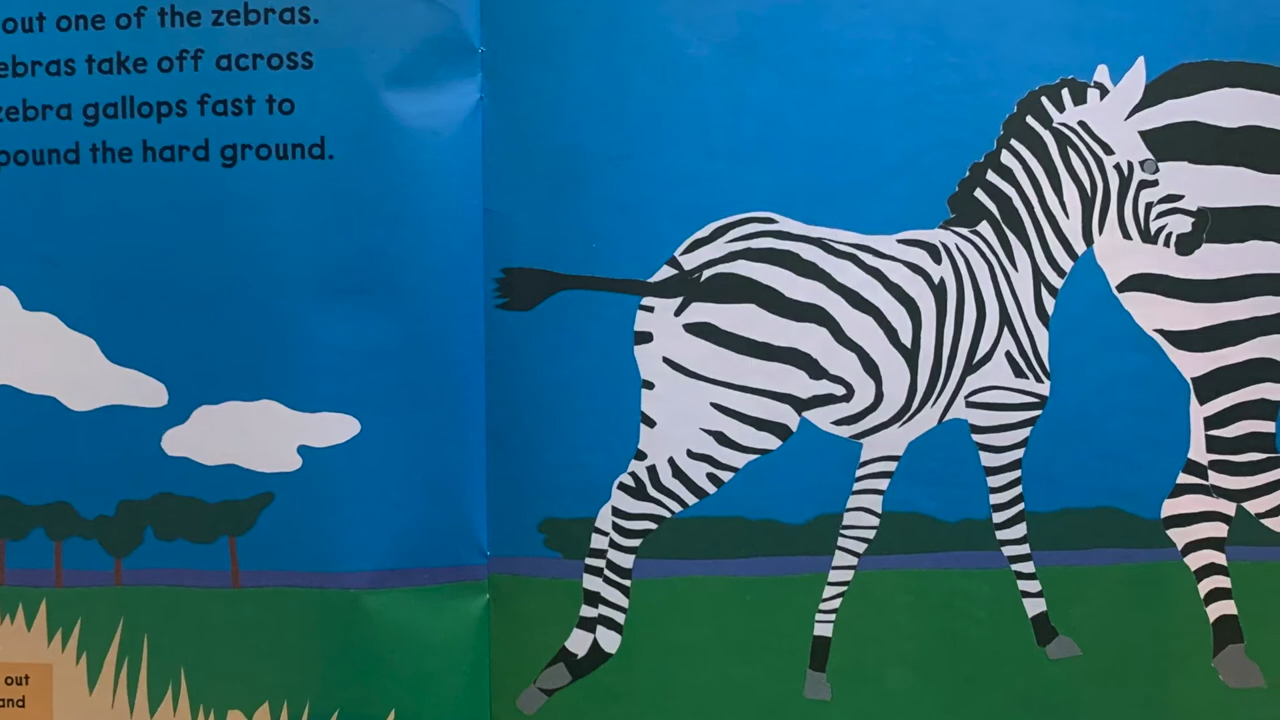 out one of the zebras.
ebras take off across
zebra gallops fast to
pound the hard ground.
out
and